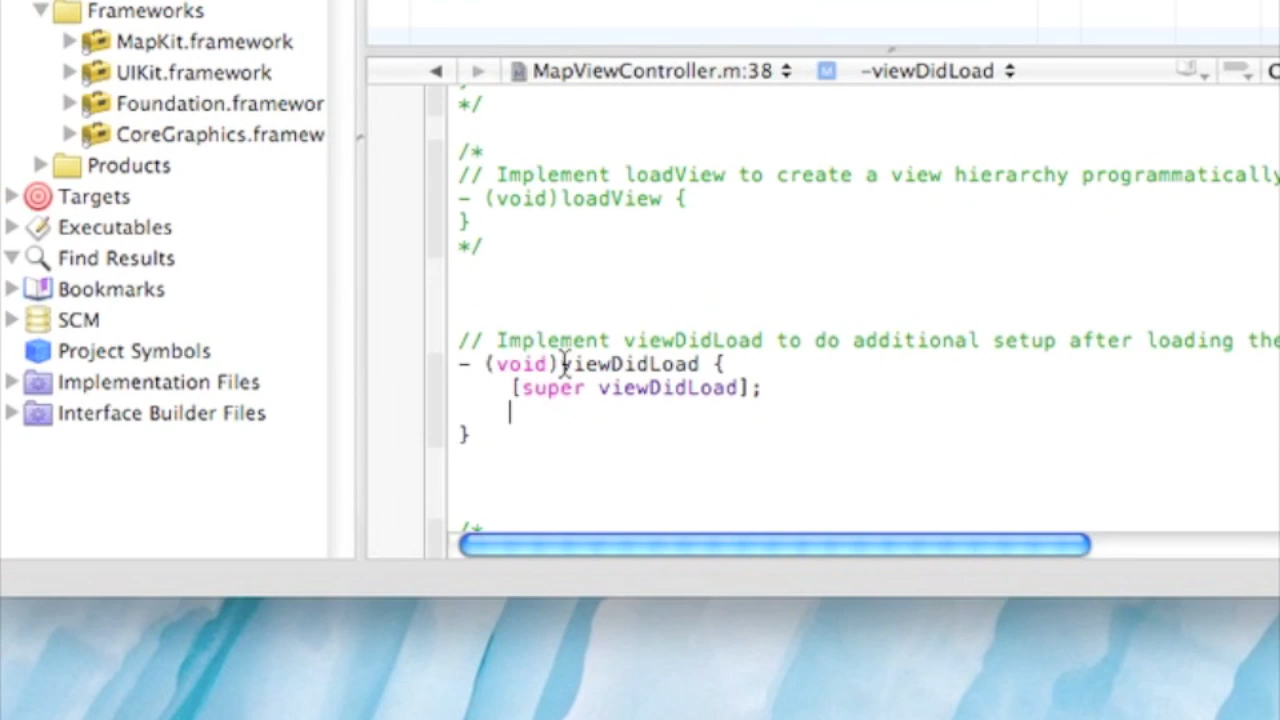 Frameworks
MapKit.framework
UIKit.framework
Foundation.framewor
CoreGraphics.framew
Products
Targets
Executables
Find Results
Bookmarks
SCM
Project Symbols
Implementation Files
Interface Builder Files
MapViewController.m:38
-viewDidLoad
C
*/
/*
// Implement loadView to create a view hierarchy programmatically
- (void)loadView {
}
*/
// Implement viewDidLoad to do additional setup after loading the
- (void)viewDidLoad {
[super viewDidLoad];
}
/*